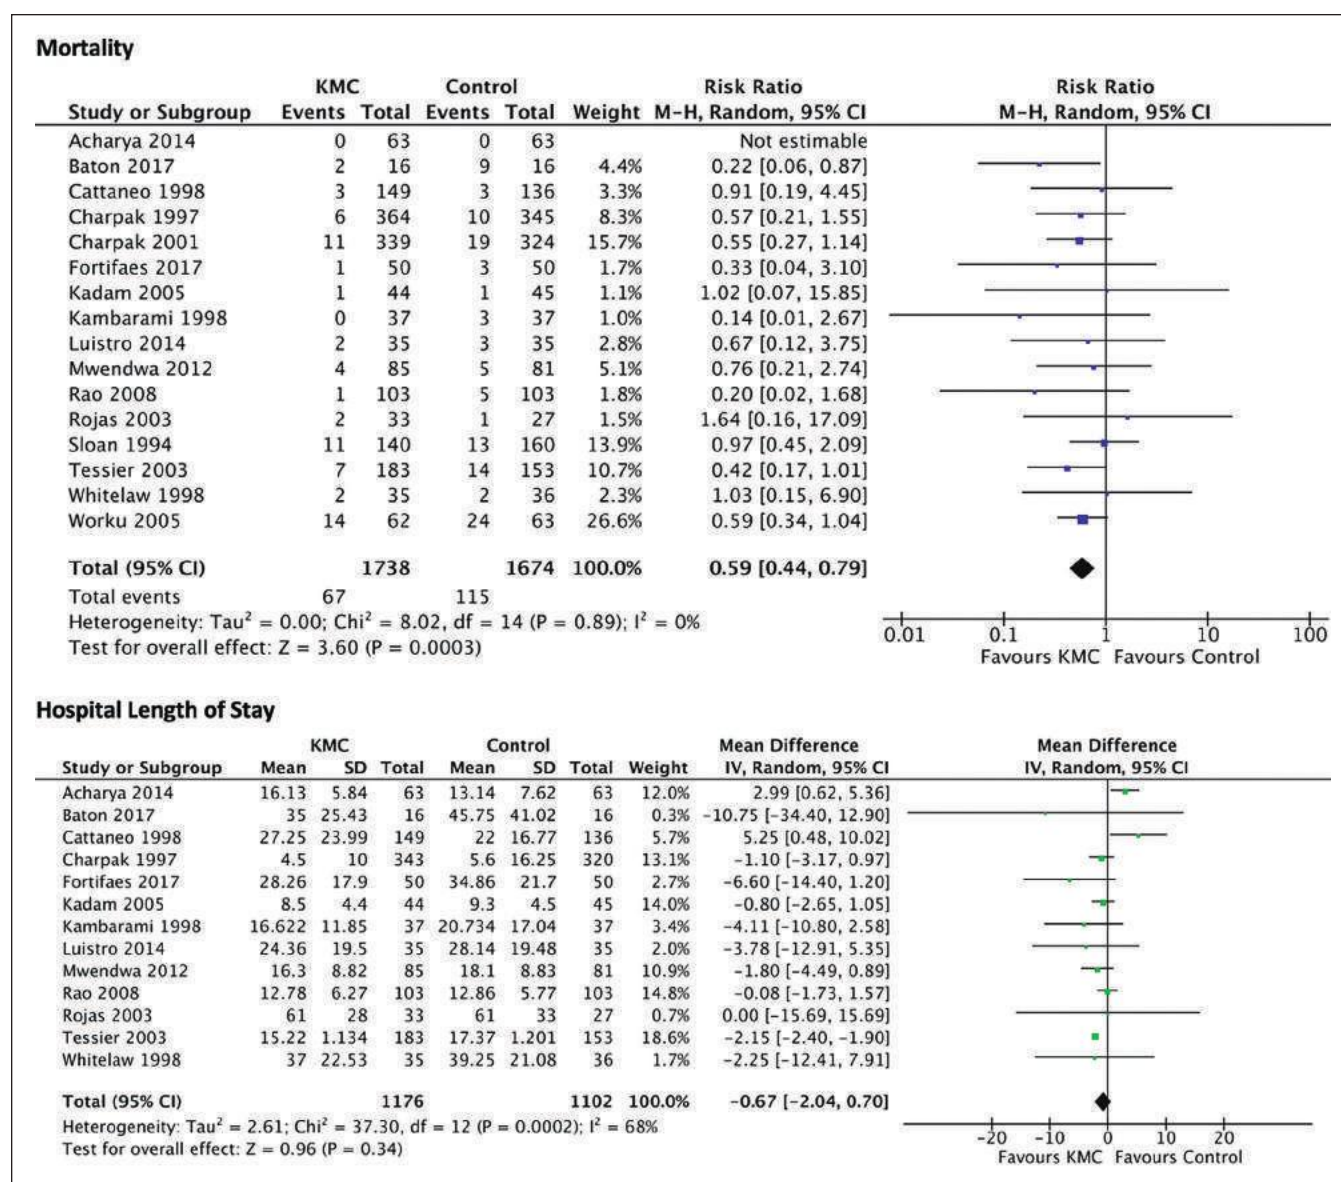 Mortality
KMC Control Risk Ratio Risk Ratio
Study or Subgroup Events Total Events Total Weight M-H, Random, 95% CI M-H, Random, 95% CI
Acharya 2014 0 63 0 63 Not estimable
Baton 2017 2 16 9 16 4.4% 0.22 [0.06, 0.87]
Cattaneo 1998 3 149 3 136 3.3% 0.91 [0.19, 4.45]
Charpak 1997 6 364 10 345 8.3% 0.57 [0.21, 1.55]
Charpak 2001 11 339 19 324 15.7% 0.55 [0.27, 1.14]
Fortifaes 2017 1 50 3 50 1.7% 0.33 [0.04, 3.10]
Kadam 2005 1 44 1 45 1.1% 1.02 [0.07, 15.85]
Kambarami 1998 0 37 3 37 1.0% 0.14 [0.01, 2.67]
Luistro 2014 2 35 3 35 2.8% 0.67 [0.12, 3.75]
Mwendwa 2012 4 85 5 81 5.1% 0.76 [0.21, 2.74]
Rao 2008 1 103 5 103 1.8% 0.20 [0.02, 1.68]
Rojas 2003 2 33 1 27 1.5% 1.64 [0.16, 17.09]
Sloan 1994 11 140 13 160 13.9% 0.97 [0.45, 2.09]
Tessier 2003 7 183 14 153 10.7% 0.42 [0.17, 1.01]
Whitelaw 1998 2 35 2 36 2.3% 1.03 [0.15, 6.90]
Worku 2005 14 62 24 63 26.6% 0.59 [0.34, 1.04]
Total (95% CI) 1738 1674 100.0% 0.59 [0.44, 0.79]
Total events 67 115
Heterogeneity: Tau² = 0.00; Chi² = 8.02, df = 14 (P = 0.89); I² = 0%
Test for overall effect: Z = 3.60 (P = 0.0003)
0.01 0.1 1 10 100
Favours KMC Favours Control
Hospital Length of Stay
KMC Control Mean Difference Mean Difference
Study or Subgroup Mean SD Total Mean SD Total Weight IV, Random, 95% CI IV, Random, 95% CI
Acharya 2014 16.13 5.84 63 13.14 7.62 63 12.0% 2.99 [0.62, 5.36]
Baton 2017 35 25.43 16 45.75 41.02 16 0.3% -10.75 [-34.40, 12.90]
Cattaneo 1998 27.25 23.99 149 22 16.77 136 5.7% 5.25 [0.48, 10.02]
Charpak 1997 4.5 10 343 5.6 16.25 320 13.1% -1.10 [-3.17, 0.97]
Fortifaes 2017 28.26 17.9 50 34.86 21.7 50 2.7% -6.60 [-14.40, 1.20]
Kadam 2005 8.5 4.4 44 9.3 4.5 45 14.0% -0.80 [-2.65, 1.05]
Kambarami 1998 16.622 11.85 37 20.734 17.04 37 3.4% -4.11 [-10.80, 2.58]
Luistro 2014 24.36 19.5 35 28.14 19.48 35 2.0% -3.78 [-12.91, 5.35]
Mwendwa 2012 16.3 8.82 85 18.1 8.83 81 10.9% -1.80 [-4.49, 0.89]
Rao 2008 12.78 6.27 103 12.86 5.77 103 14.8% -0.08 [-1.73, 1.57]
Rojas 2003 61 28 33 61 33 27 0.7% 0.00 [-15.69, 15.69]
Tessier 2003 15.22 1.134 183 17.37 1.201 153 18.6% -2.15 [-2.40, -1.90]
Whitelaw 1998 37 22.53 35 39.25 21.08 36 1.7% -2.25 [-12.41, 7.91]
Total (95% CI) 1176 1102 100.0% -0.67 [-2.04, 0.70]
Heterogeneity: Tau² = 2.61; Chi² = 37.30, df = 12 (P = 0.0002); I² = 68%
Test for overall effect: Z = 0.96 (P = 0.34)
-20 -10 0 10 20
Favours KMC Favours Control